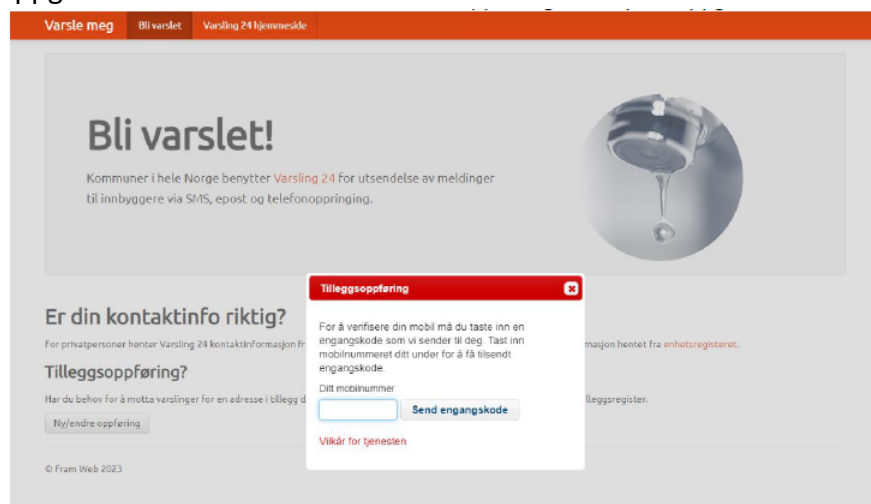 Varsle meg Bli varslet Varsling 24 hjemmeside
Bli varslet!
Kommuner i hele Norge benytter Varsling 24 for utsendelse av meldinger
til innbyggere via SMS, epost og telefonoppringing.
Tilleggsoppføring
For å verifisere din mobil må du taste inn en
engangskode som vi sender til deg. Tast inn
mobilnummeret ditt under for å få tilsendt
engangskode.
Ditt mobilnummer
Send engangskode
Vilkår for tjenesten
Er din kontaktinfo riktig?
For privatpersoner henter Varsling 24 kontaktinformasjon fr masjon hentet fra enhetsregisteret.
Tilleggsoppføring?
Har du behov for å motta varslinger for en adresse i tillegg d lleggsregister.
Ny/endre oppføring
© Fram Web 2023